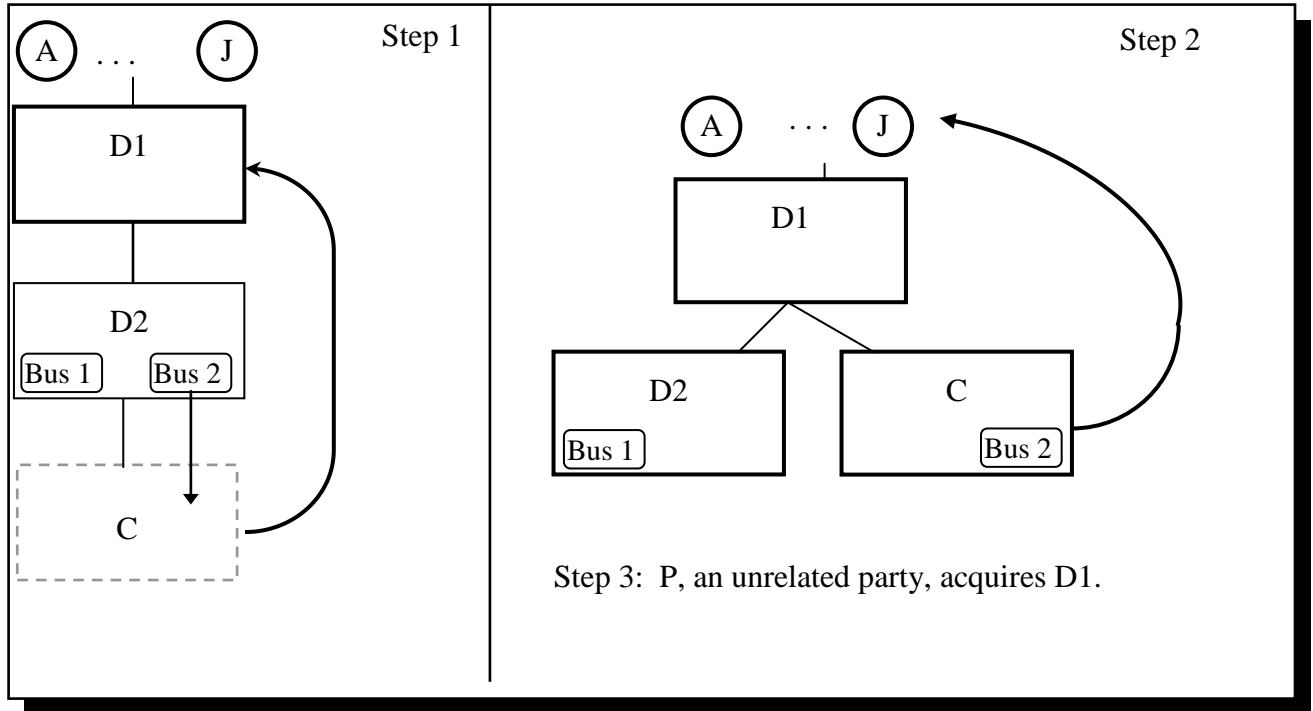 Step 1
A ... J
D1
D2
Bus 1 Bus 2
C
Step 2
A ... J
D1
D2 C
Bus 1 Bus 2
Step 3: P, an unrelated party, acquires D1.